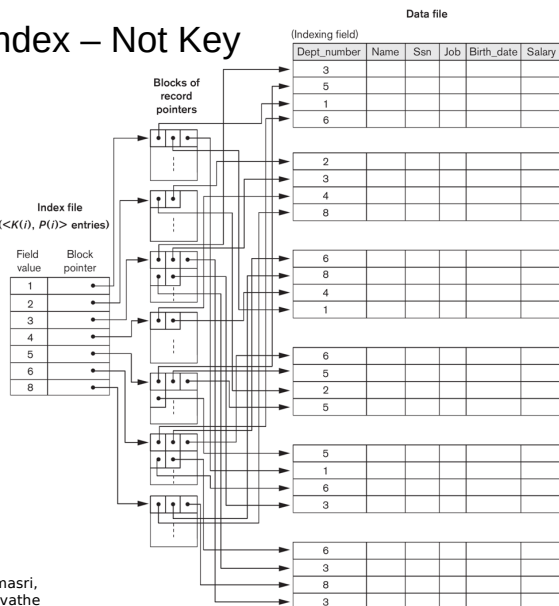 ndex – Not Key
Data file
(Indexing field)
Dept_number Name Ssn Job Birth_date Salary
3
5
1
6
2
3
4
8
6
8
4
1
6
5
2
5
5
1
6
3
6
3
8
3
Blocks of
record
pointers
Index file
(<K(i), P(i)> entries)
Field
value
Block
pointer
1
2
3
4
5
6
8
masri,
vathe